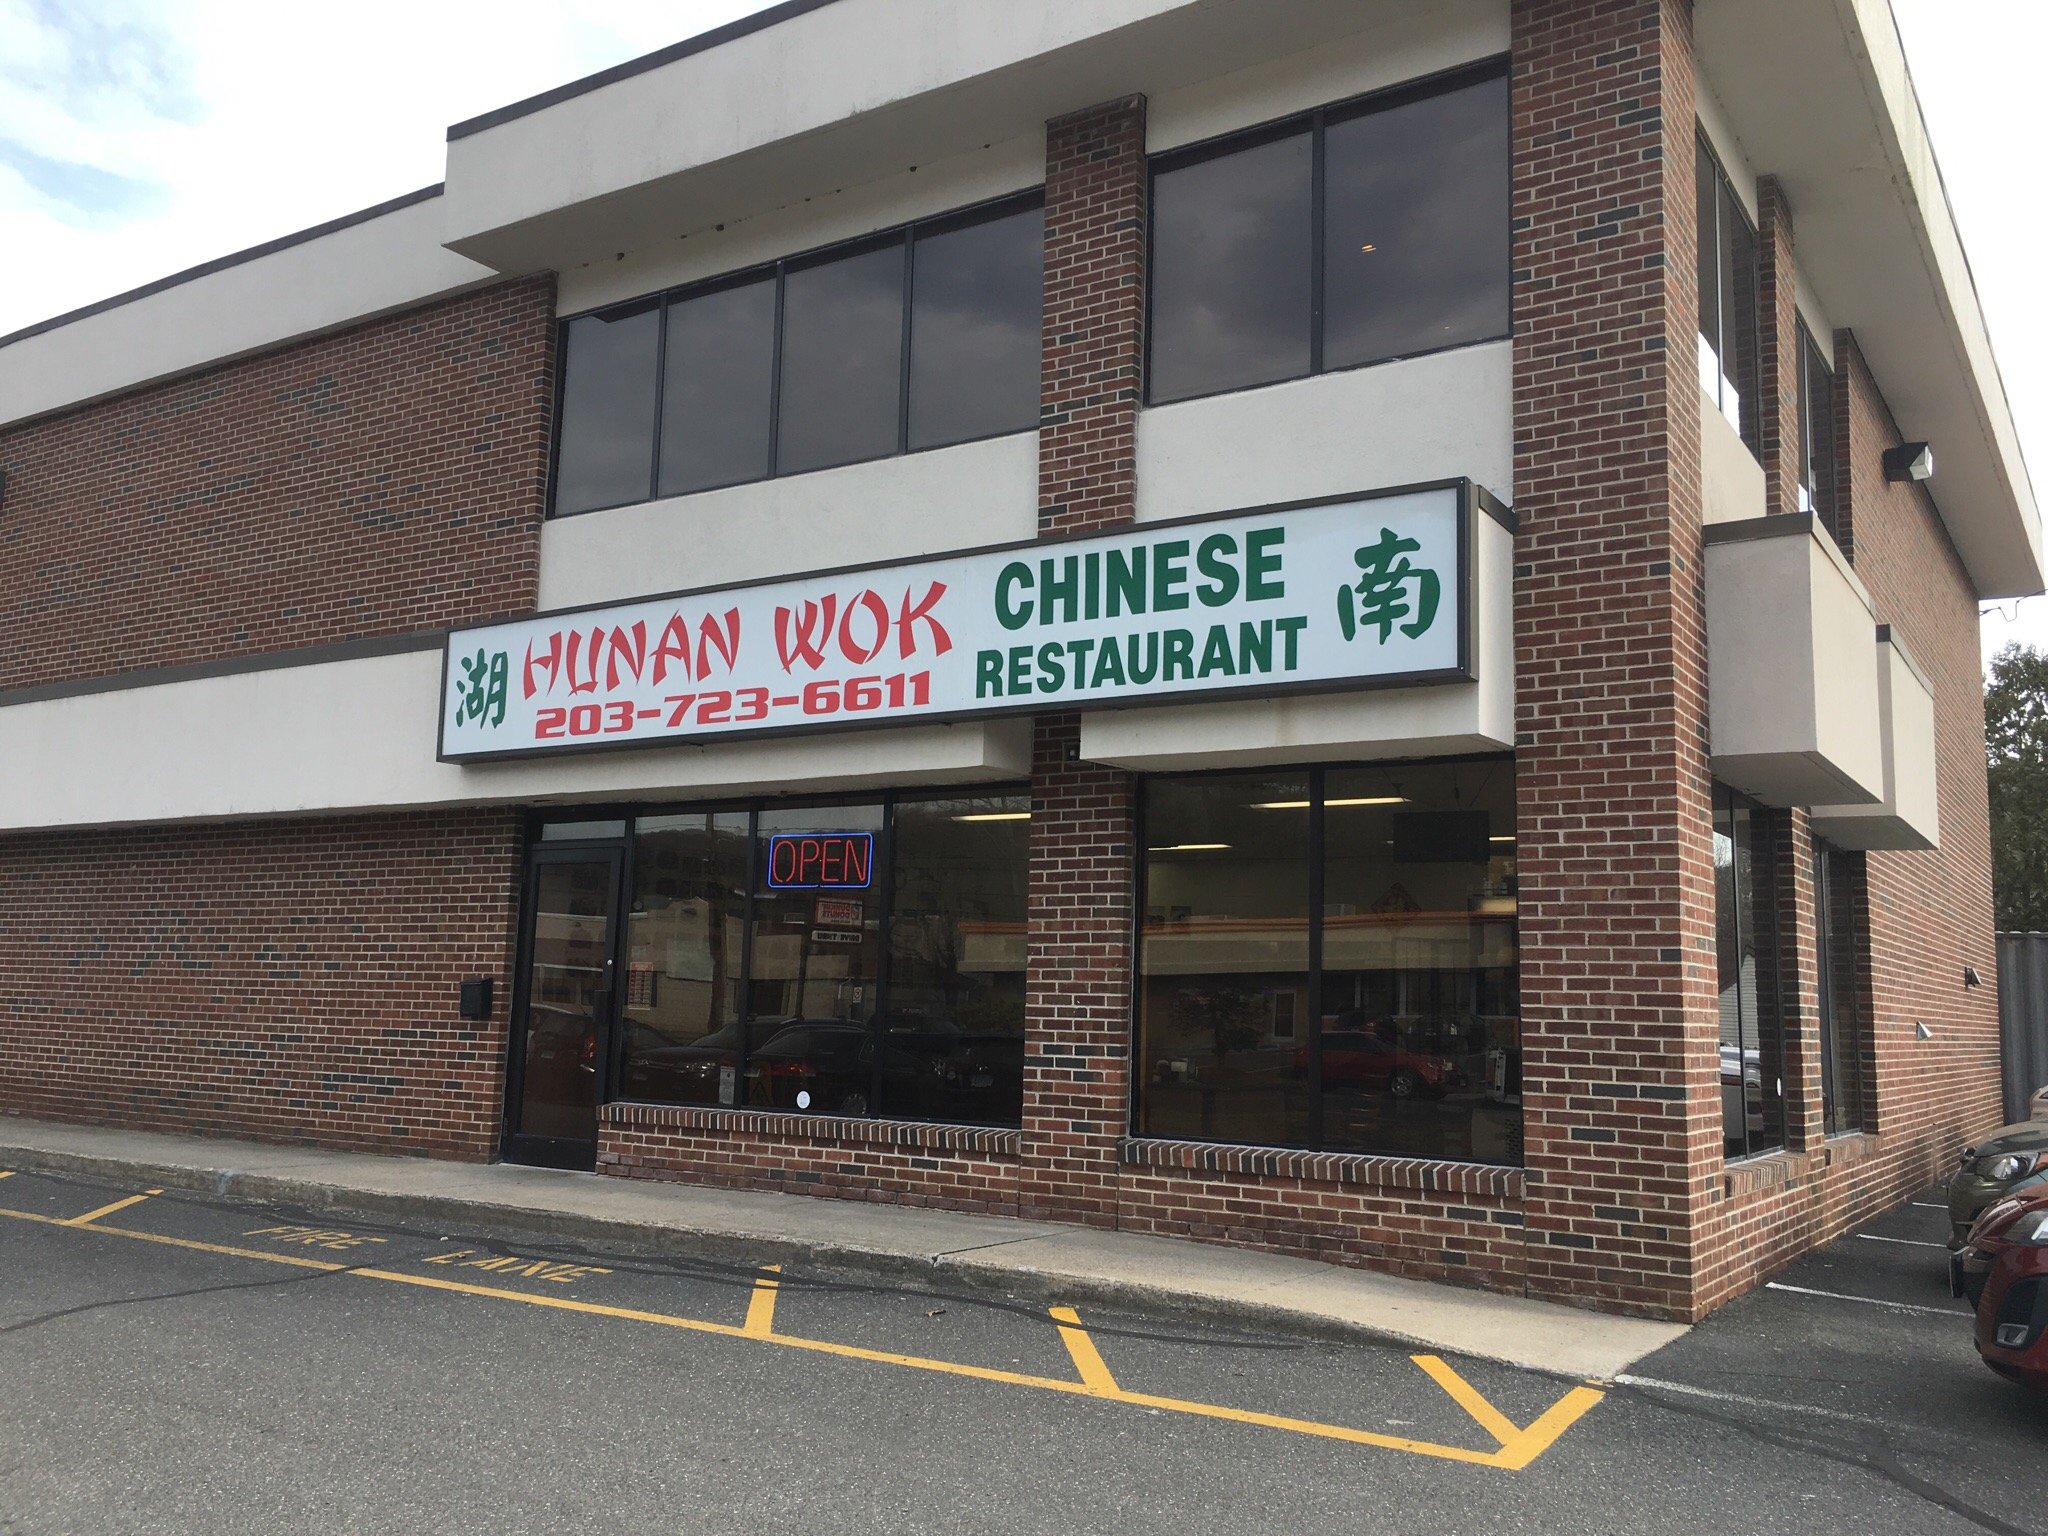 湖 HUNAN WOK CHINESE 南
203-723-6611 RESTAURANT
OPEN
FIRE LANE